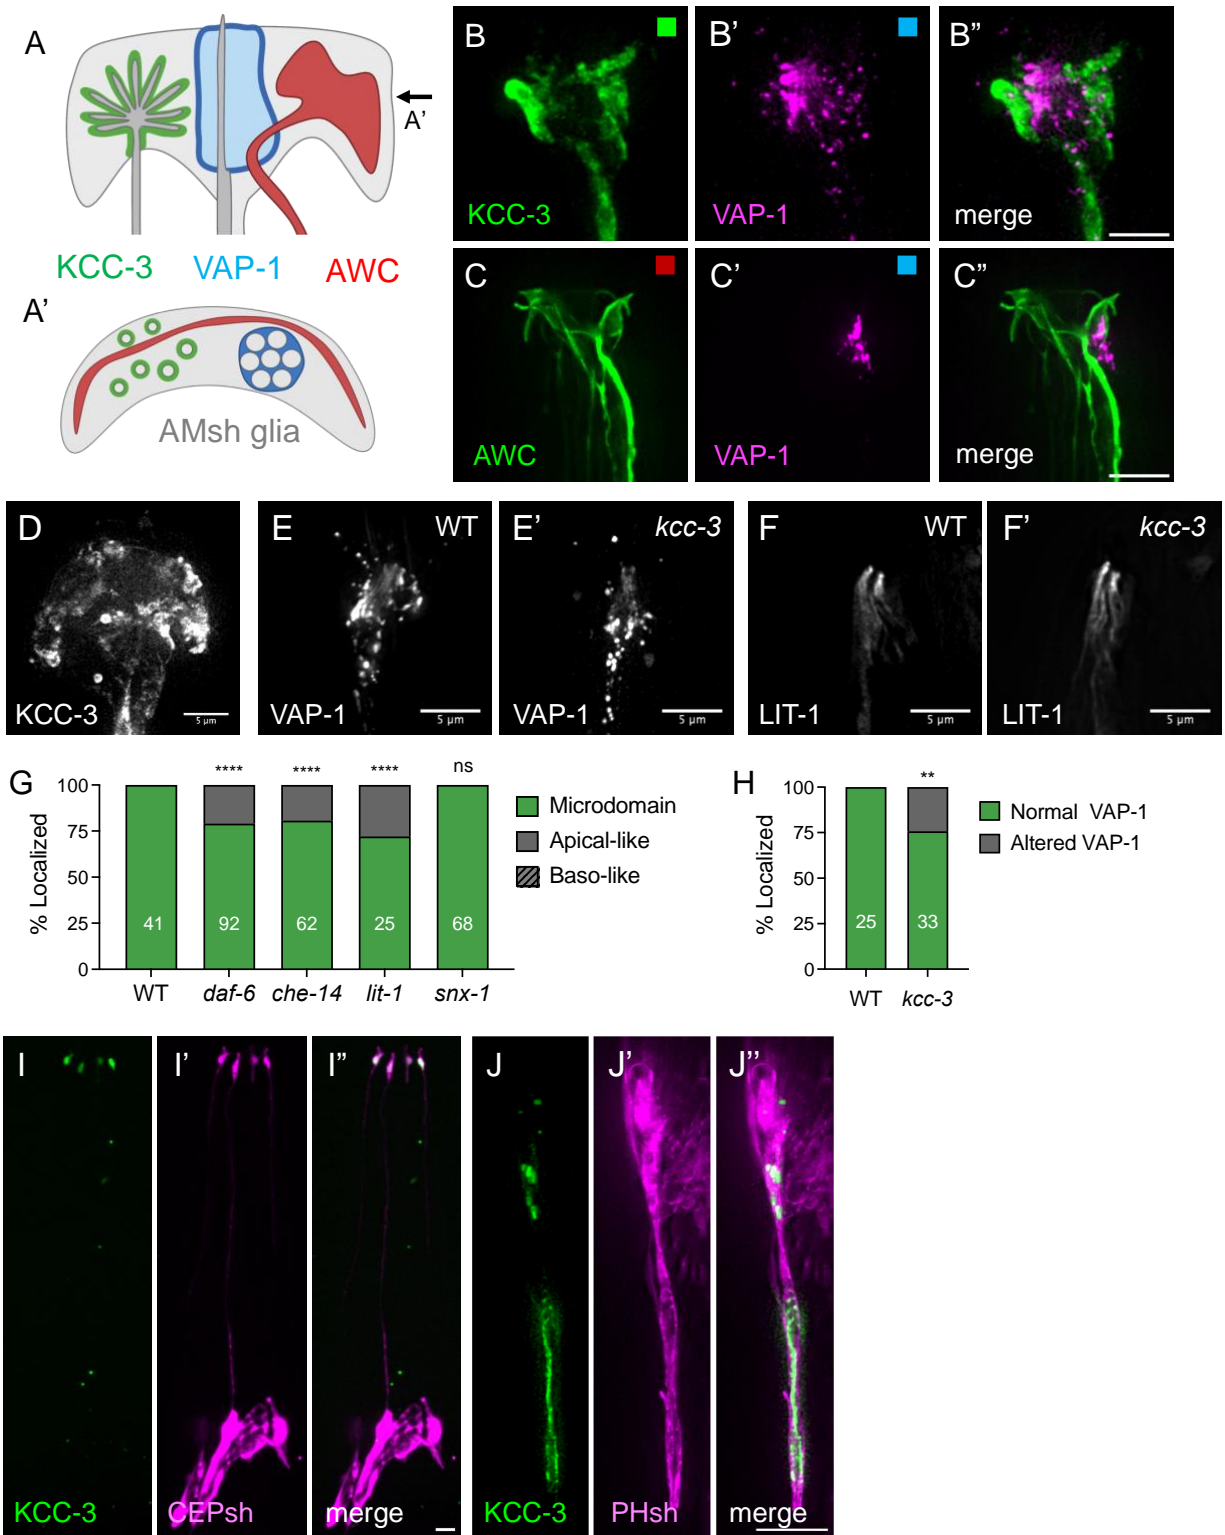 A
A'
KCC-3 VAP-1 AWC
A'
AMsh glia
B
KCC-3
B'
VAP-1
B"
merge
C
AWC
C'
VAP-1
C"
merge
D
KCC-3
5 µm
E
WT
VAP-1
5 µm
E'
kcc-3
VAP-1
5 µm
F
WT
LIT-1
5 µm
F'
kcc-3
LIT-1
5 µm
G
% Localized
100
75
50
25
0
**** **** **** ns
41 92 62 25 68
WT daf-6 che-14 lit-1 snx-1
Microdomain
Apical-like
Baso-like
H
% Localized
100
75
50
25
0
**
25 33
WT kcc-3
Normal VAP-1
Altered VAP-1
I
KCC-3
I'
CEPsh
I"
merge
J
KCC-3
J'
PHsh
J''
merge